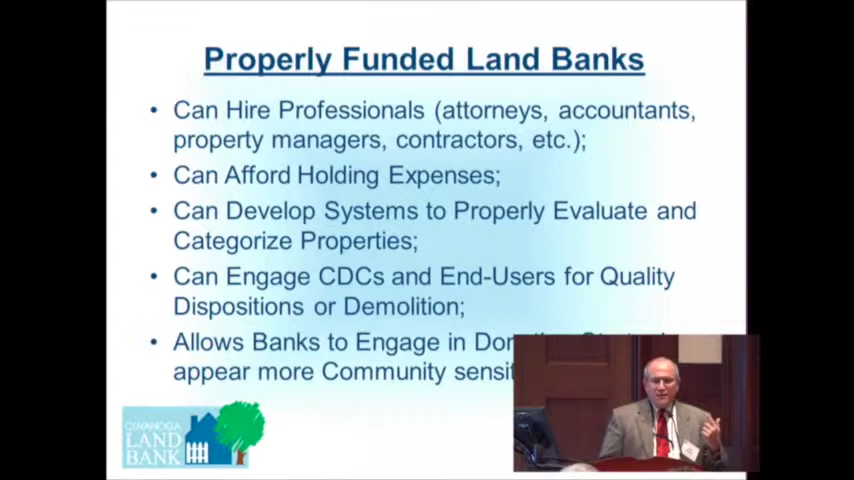 Properly Funded Land Banks
• Can Hire Professionals (attorneys, accountants,
property managers, contractors, etc.);
• Can Afford Holding Expenses;
• Can Develop Systems to Properly Evaluate and
Categorize Properties;
• Can Engage CDCs and End-Users for Quality
Dispositions or Demolition;
• Allows Banks to Engage in
appear more Community
CUYAHOGA
LAND
BANK